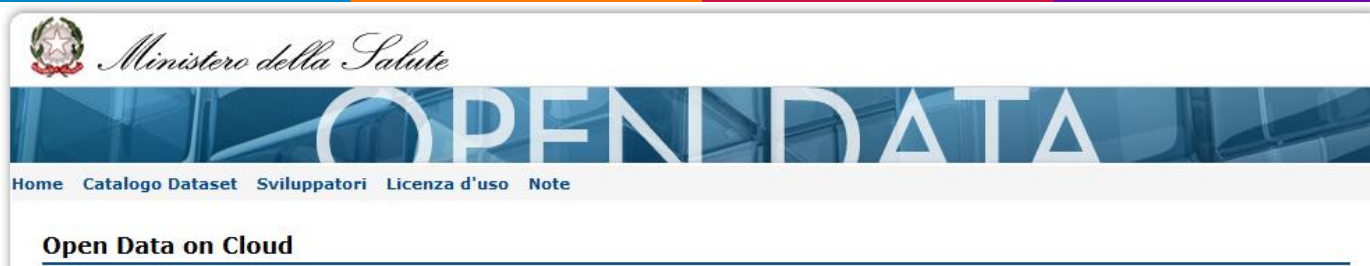 Ministero della Salute
OPEN DATA
Home Catalogo Dataset Sviluppatori Licenza d'uso Note
Open Data on Cloud